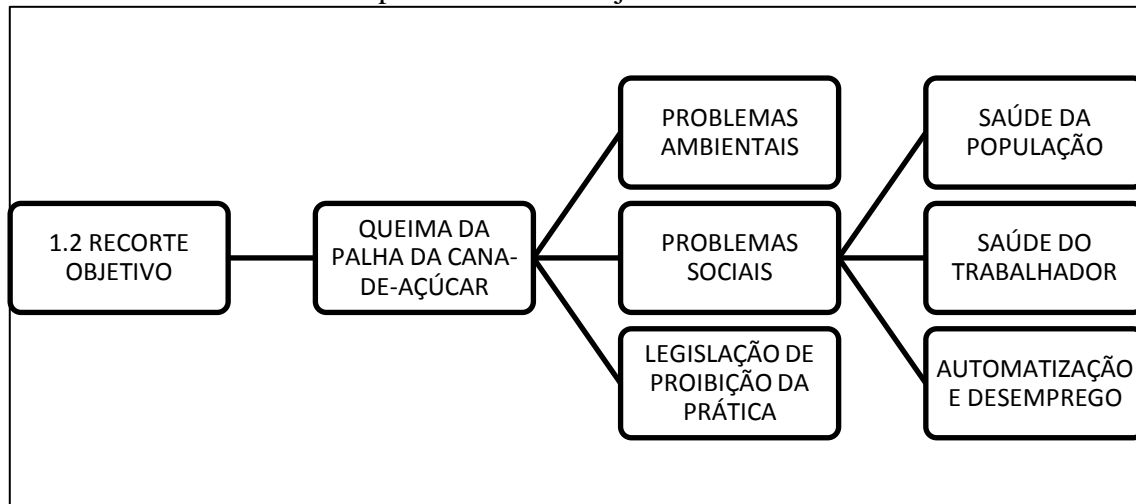 1.2 RECORTE
OBJETIVO
QUEIMA DA
PALHA DA CANA-
DE-AÇÚCAR
PROBLEMAS
AMBIENTAIS
PROBLEMAS
SOCIAIS
LEGISLAÇÃO DE
PROIBIÇÃO DA
PRÁTICA
SAÚDE DA
POPULAÇÃO
SAÚDE DO
TRABALHADOR
AUTOMATIZAÇÃO
E DESEMPREGO